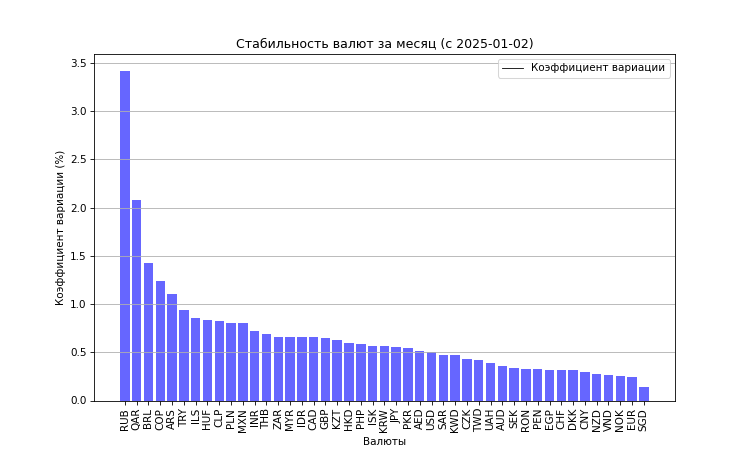 Стабильность валют за месяц (с 2025-01-02)
Коэффициент вариации
Коэффициент вариации (%)
3.5
3.0
2.5
2.0
1.5
1.0
0.5
0.0
RUB
QAR
BRL
COP
ARS
TRY
ILS
HUF
CLP
PLN
MXN
INR
THB
ZAR
MYR
IDR
CAD
GBP
KZT
HKD
PHP
ISK
KRW
JPY
PKR
AED
USD
SAR
KWD
CZK
TWD
UAH
AUD
SEK
RON
PEN
EGP
CHF
DKK
CNY
NZD
VND
NOK
EUR
SGD
Валюты